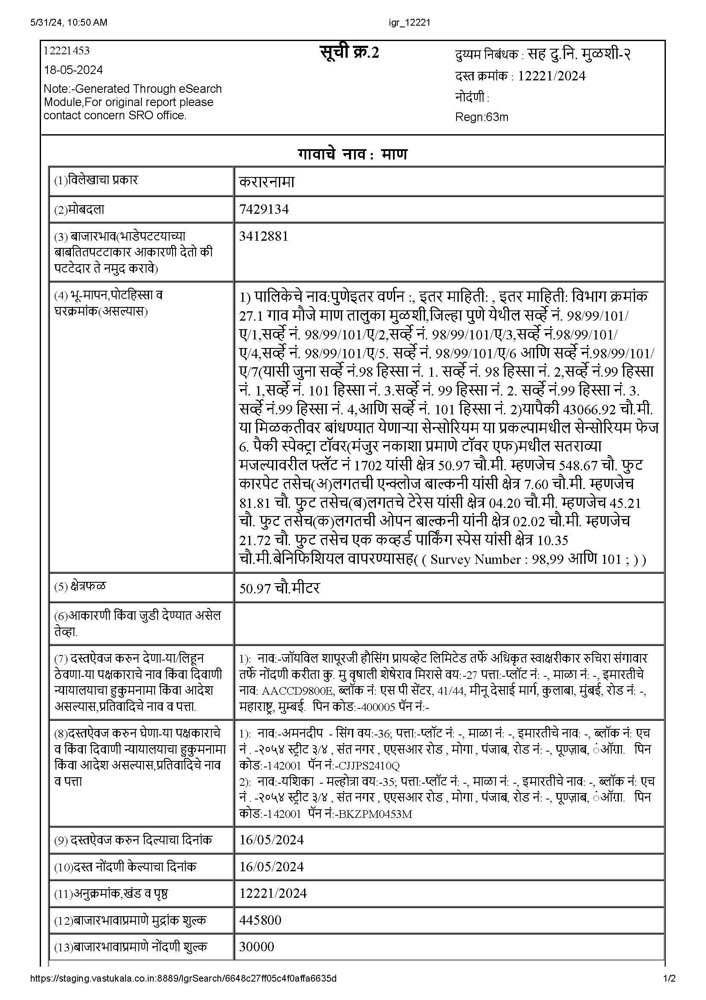 5/31/24, 10:50 AM
igr_12221
12221453
18-05-2024
Note:-Generated Through eSearch
Module,For original report please
contact concern SRO office.
सूची क्र.2
दुय्यम निबंधक : सह दु.नि. मुळशी-२
दस्त क्रमांक : 12221/2024
नोदंणी :
Regn:63m
गावाचे नाव : माण
(1)विलेखाचा प्रकार
करारनामा
(2)मोबदला
7429134
(3) बाजारभाव(भाडेपटटयाच्या
बाबतितपटटाकार आकारणी देतो की
पटटेदार ते नमुद करावे)
3412881
(4) भू-मापन,पोटहिस्सा व
घरक्रमांक(असल्यास)
1) पालिकेचे नाव:पुणेइतर वर्णन :, इतर माहिती: , इतर माहिती: विभाग क्रमांक
27.1 गाव मौजे माण तालुका मुळशी,जिल्हा पुणे येथील सर्व्हे नं. 98/99/101/
ए/1,सर्व्हे नं. 98/99/101/ए/2,सर्व्हे नं. 98/99/101/ए/3,सर्व्हे नं.98/99/101/
ए/4,सर्व्हे नं. 98/99/101/ए/5. सर्व्हे नं. 98/99/101/ए/6 आणि सर्व्हे नं.98/99/101/
ए/7(यासी जुना सर्व्हे नं.98 हिस्सा नं. 1. सर्व्हे नं. 98 हिस्सा नं. 2,सर्व्हे नं.99 हिस्सा
नं. 1,सर्व्हे नं. 101 हिस्सा नं. 3.सर्व्हे नं. 99 हिस्सा नं. 2. सर्व्हे नं.99 हिस्सा नं. 3.
सर्व्हे नं.99 हिस्सा नं. 4,आणि सर्व्हे नं. 101 हिस्सा नं. 2)यापैकी 43066.92 चौ.मी.
या मिळकतीवर बांधण्यात येणाऱ्या सेन्सोरियम या प्रकल्पामधील सेन्सोरियम फेज
6. पैकी स्पेक्ट्रा टॉवर(मंजुर नकाशा प्रमाणे टॉवर एफ)मधील सतराव्या
मजल्यावरील फ्लॅट नं 1702 यांसी क्षेत्र 50.97 चौ.मी. म्हणजेच 548.67 चौ. फुट
कारपेट तसेच(अ)लगतची एन्क्लोज बाल्कनी यांसी क्षेत्र 7.60 चौ.मी. म्हणजेच
81.81 चौ. फुट तसेच(ब)लगतचे टेरेस यांसी क्षेत्र 04.20 चौ.मी. म्हणजेच 45.21
चौ. फुट तसेच(क)लगतची ओपन बाल्कनी यांनी क्षेत्र 02.02 चौ.मी. म्हणजेच
21.72 चौ. फुट तसेच एक कव्हर्ड पार्किंग स्पेस यांसी क्षेत्र 10.35
चौ.मी.बेनिफिशियल वापरण्यासह( ( Survey Number : 98,99 आणि 101 ; ) )
(5) क्षेत्रफळ
50.97 चौ.मीटर
(6)आकारणी किंवा जुडी देण्यात असेल
तेव्हा.
(7) दस्तऐवज करुन देणा-या/लिहून
ठेवणा-या पक्षकाराचे नाव किंवा दिवाणी
न्यायालयाचा हुकुमनामा किंवा आदेश
असल्यास,प्रतिवादिचे नाव व पत्ता.
1): नाव:-जॉयविल शापूरजी हौसिंग प्रायव्हेट लिमिटेड तर्फे अधिकृत स्वाक्षरीकार रुचिरा संगावार
तर्फे नोंदणी करीता कु. मु वृषाली शेषेराव मिरासे वय:-27 पत्ता:-प्लॉट नं: -, माळा नं: -, इमारतीचे
नाव: AACCD9800E, ब्लॉक नं: एस पी सेंटर, 41/44, मीनू देसाई मार्ग, कुलाबा, मुंबई, रोड नं: -,
महाराष्ट्र, मुम्बई. पिन कोड:-400005 पॅन नं:-
(8)दस्तऐवज करुन घेणा-या पक्षकाराचे
व किंवा दिवाणी न्यायालयाचा हुकुमनामा
किंवा आदेश असल्यास,प्रतिवादिचे नाव
व पत्ता
1): नाव:-अमनदीप - सिंग वय:-36; पत्ता:-प्लॉट नं: -, माळा नं: -, इमारतीचे नाव: -, ब्लॉक नं: एच
नं . -२०५४ स्ट्रीट ३/४ , संत नगर , एएसआर रोड , मोगा , पंजाब, रोड नं: -, पूण्ज़ाब, ंऑग़ा. पिन
कोड:-142001 पॅन नं:-CJJPS2410Q
2): नाव:-यशिका - मल्होत्रा वय:-35; पत्ता:-प्लॉट नं: -, माळा नं: -, इमारतीचे नाव: -, ब्लॉक नं: एच
नं . -२०५४ स्ट्रीट ३/४ , संत नगर , एएसआर रोड , मोगा , पंजाब, रोड नं: -, पूण्ज़ाब, ंऑग़ा. पिन
कोड:-142001 पॅन नं:-BKZPM0453M
(9) दस्तऐवज करुन दिल्याचा दिनांक
16/05/2024
(10)दस्त नोंदणी केल्याचा दिनांक
16/05/2024
(11)अनुक्रमांक,खंड व पृष्ठ
12221/2024
(12)बाजारभावाप्रमाणे मुद्रांक शुल्क
445800
(13)बाजारभावाप्रमाणे नोंदणी शुल्क
30000
https://staging.vastukala.co.in:8889/IgrSearch/6648c27ff05c4f0affa6635d
1/2